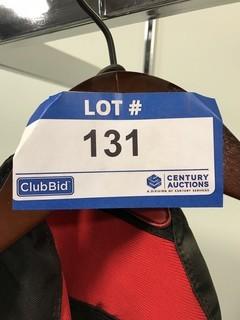 LOT #
131
ClubBid
CENTURY
AUCTIONS
A DIVISION OF CENTURY SERVICES